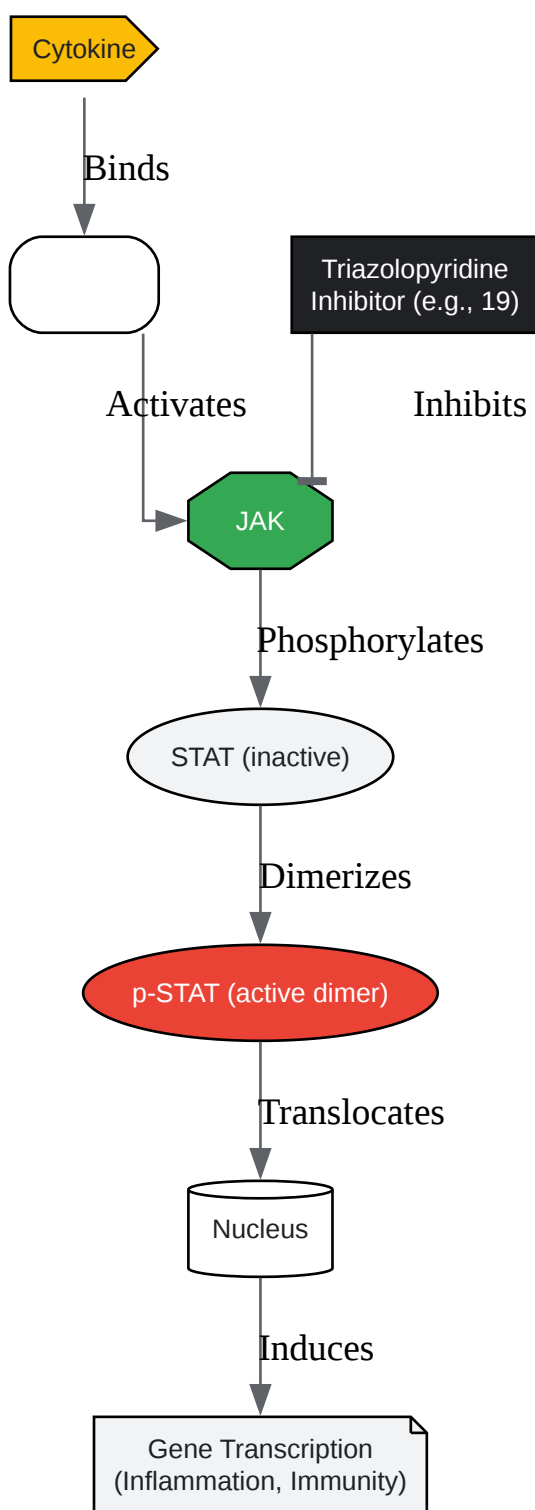 Cytokine
Binds
Triazolopyridine
Inhibitor (e.g., 19)
Activates
Inhibits
JAK
Phosphorylates
STAT (inactive)
Dimerizes
p-STAT (active dimer)
Translocates
Nucleus
Induces
Gene Transcription
(Inflammation, Immunity)